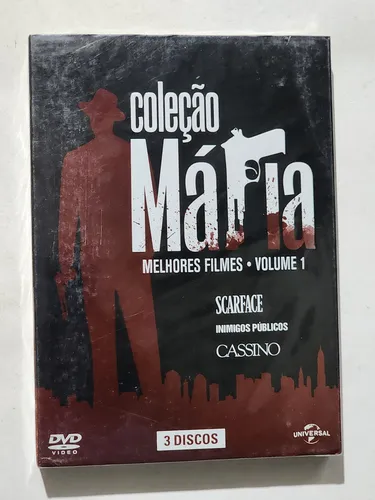 coleção
Máfia
MELHORES FILMES • VOLUME 1
SCARFACE
INIMIGOS PÚBLICOS
CASSINO
DVD
VIDEO
3 DISCOS
UNIVERSAL